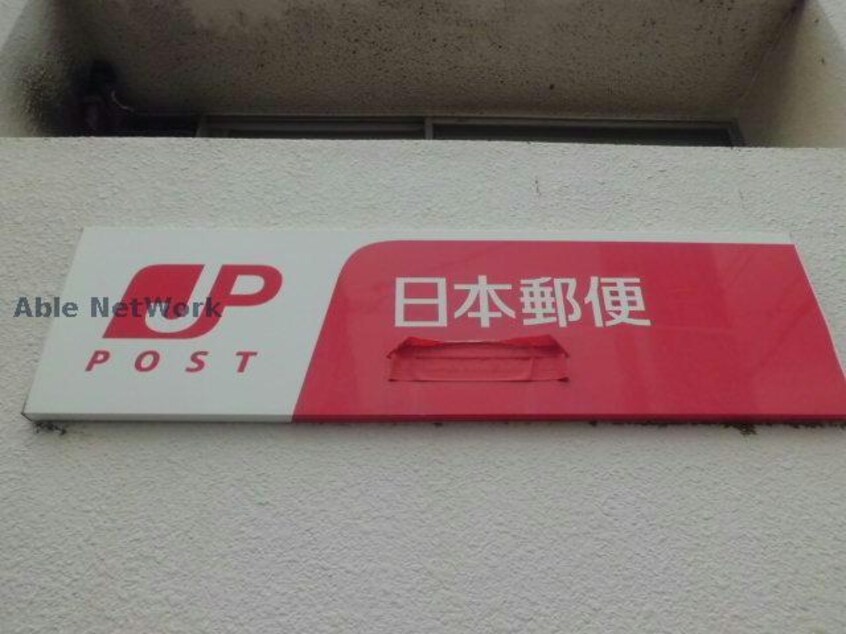 JP
POST
日本郵便
Able NetWork